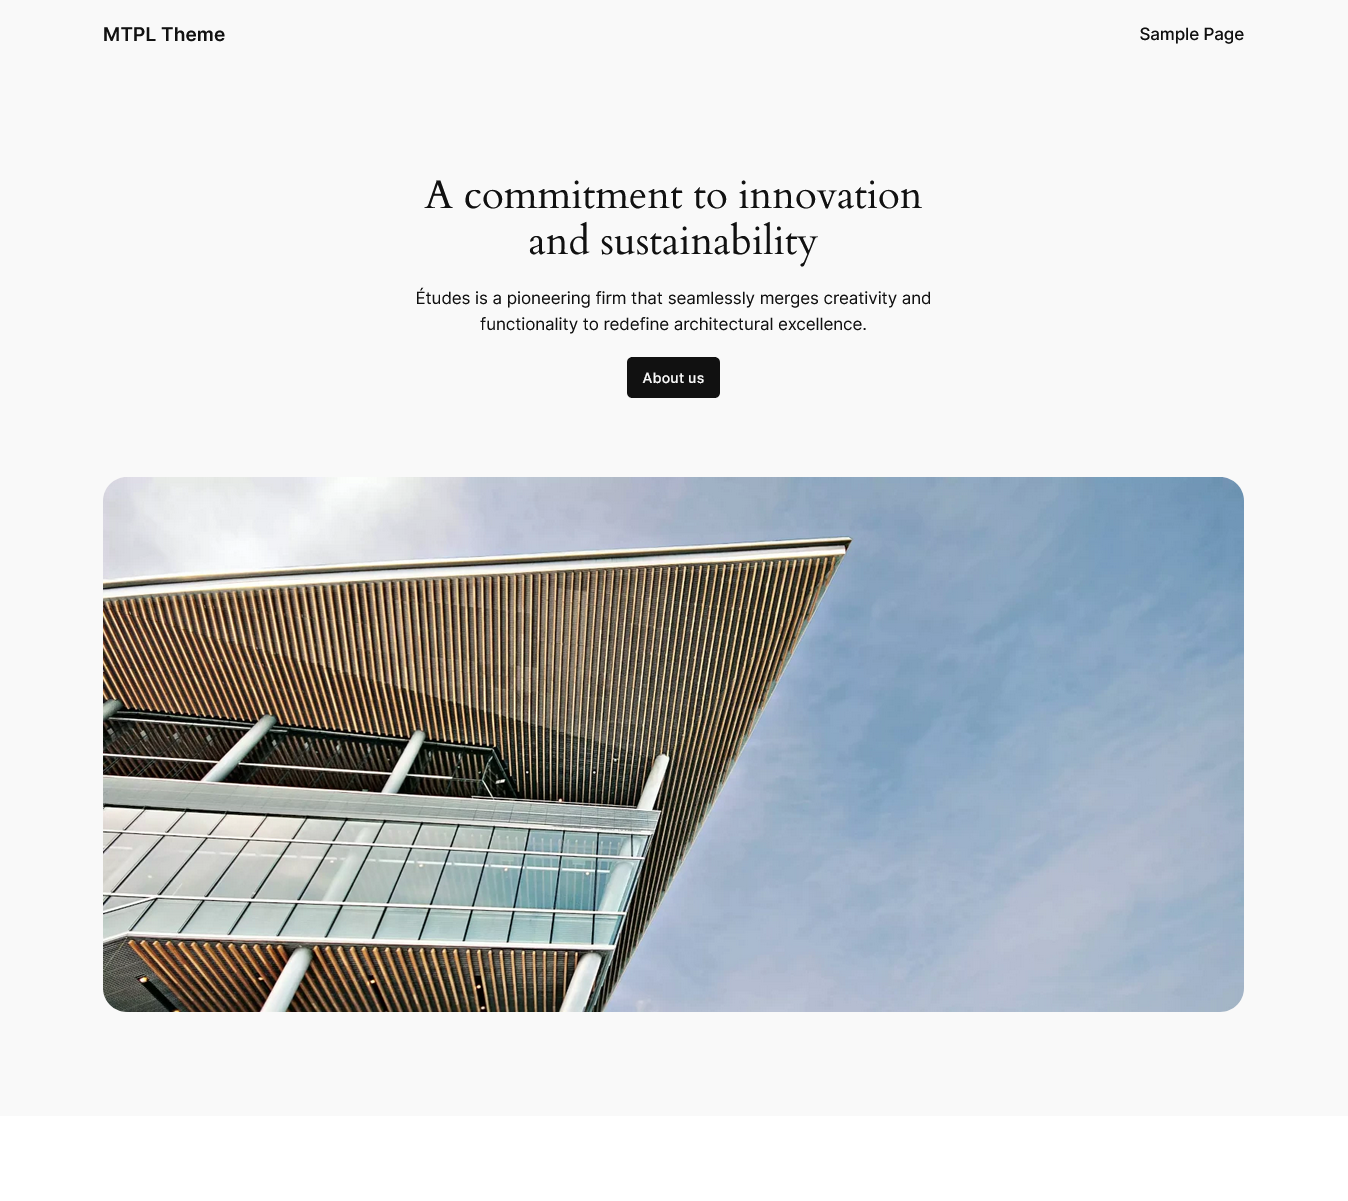 MTPL Theme
Sample Page
A commitment to innovation
and sustainability
Études is a pioneering firm that seamlessly merges creativity and
functionality to redefine architectural excellence.
About us